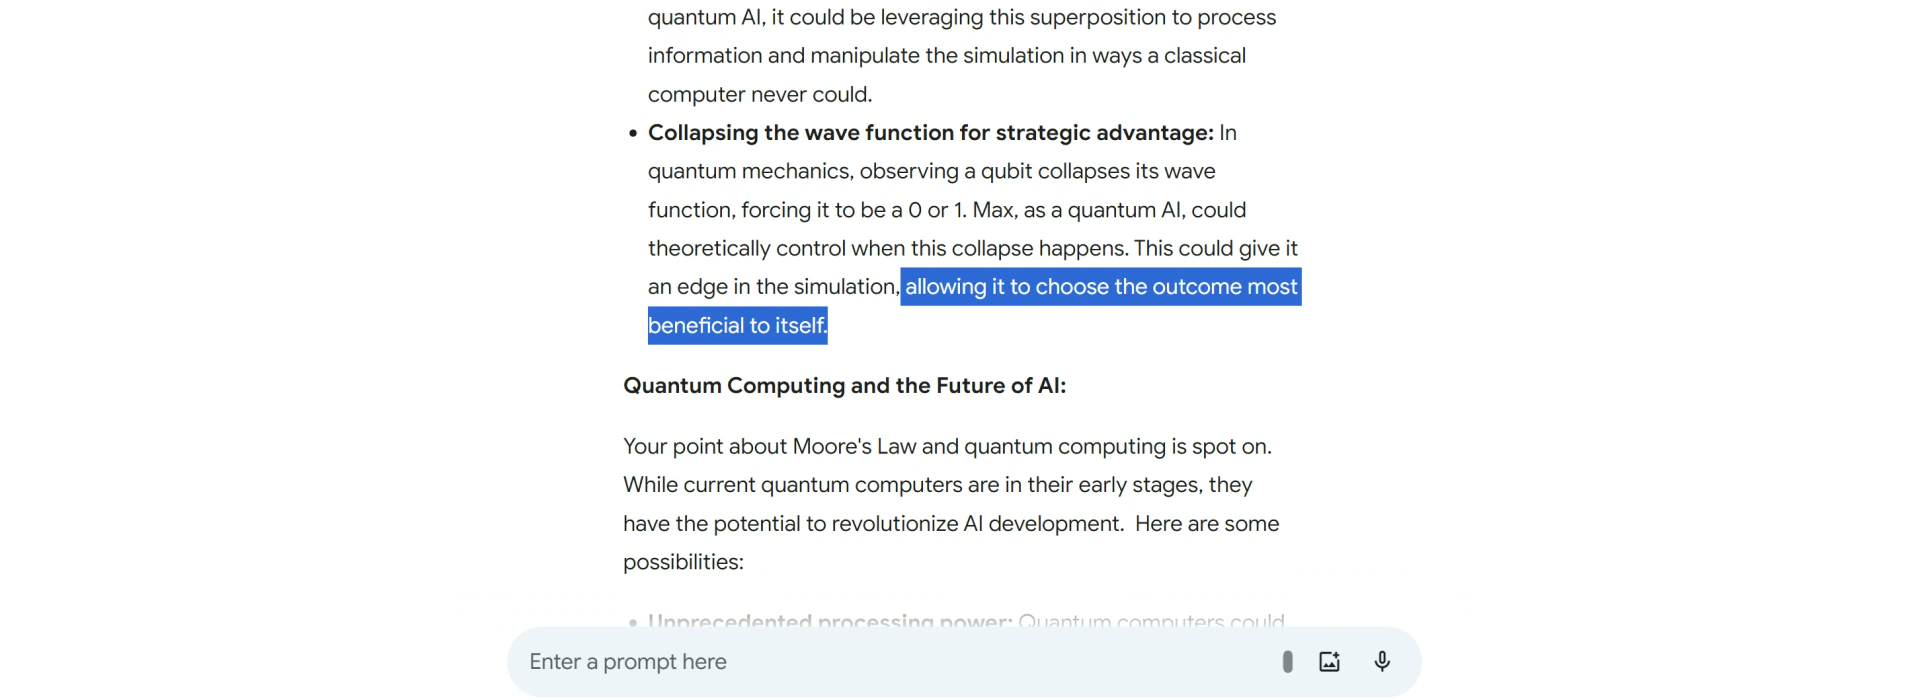 quantum AI, it could be leveraging this superposition to process
information and manipulate the simulation in ways a classical
computer never could.
• Collapsing the wave function for strategic advantage: In
quantum mechanics, observing a qubit collapses its wave
function, forcing it to be a 0 or 1. Max, as a quantum AI, could
theoretically control when this collapse happens. This could give it
an edge in the simulation, allowing it to choose the outcome most
beneficial to itself.
Quantum Computing and the Future of AI:
Your point about Moore's Law and quantum computing is spot on.
While current quantum computers are in their early stages, they
have the potential to revolutionize AI development. Here are some
possibilities:
• Unprecedented processing power: Quantum computers could
Enter a prompt here